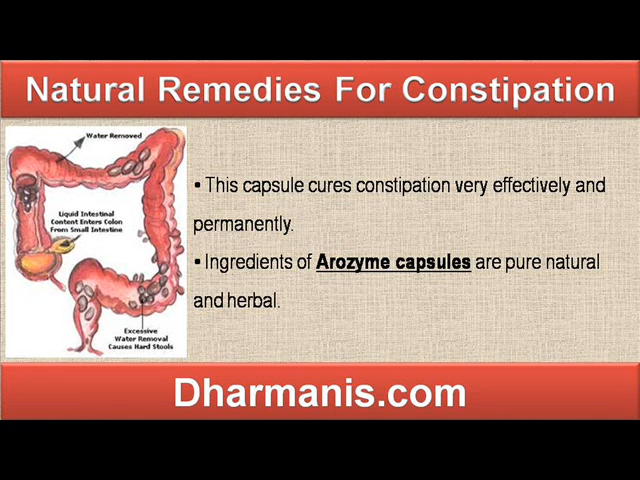 Natural Remedies For Constipation
Water Removed
Liquid Intestinal
Content Enters Colon
From Small Intestine
Excessive
Water Removal
Causes Hard Stools
• This capsule cures constipation very effectively and
permanently.
• Ingredients of Arozyme capsules are pure natural
and herbal.
Dharmanis.com